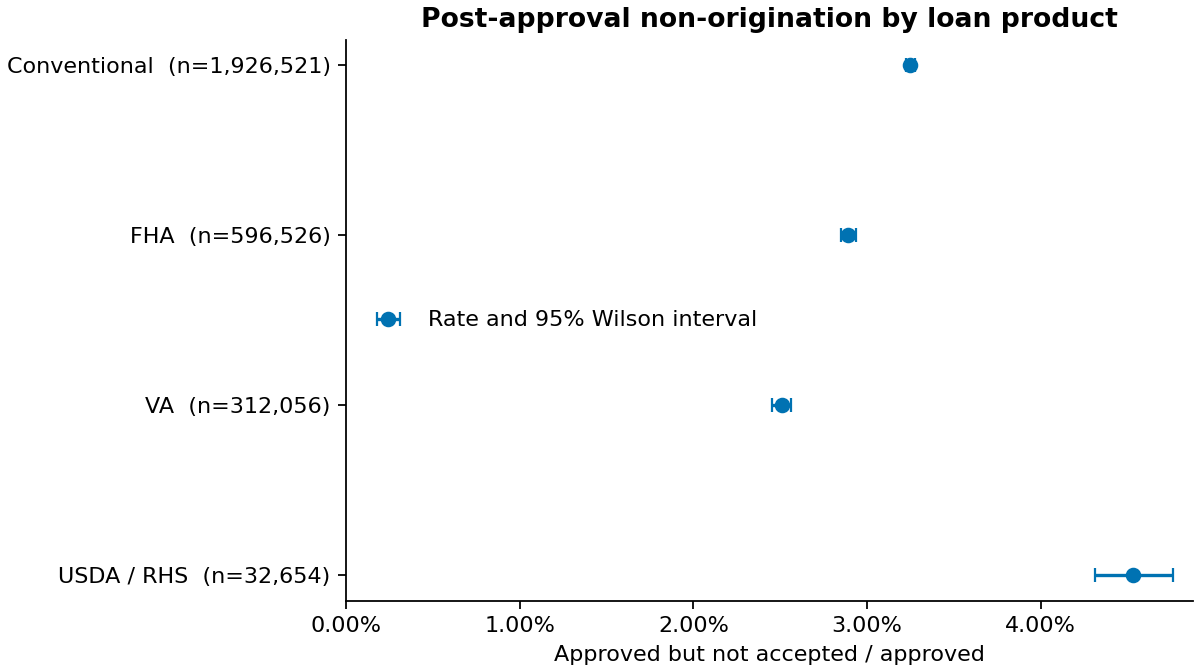 Post-approval non-origination by loan product
Conventional (n=1,926,521)
FHA (n=596,526)
Rate and 95% Wilson interval
VA (n=312,056)
USDA / RHS (n=32,654)
0.00% 1.00% 2.00% 3.00% 4.00%
Approved but not accepted / approved